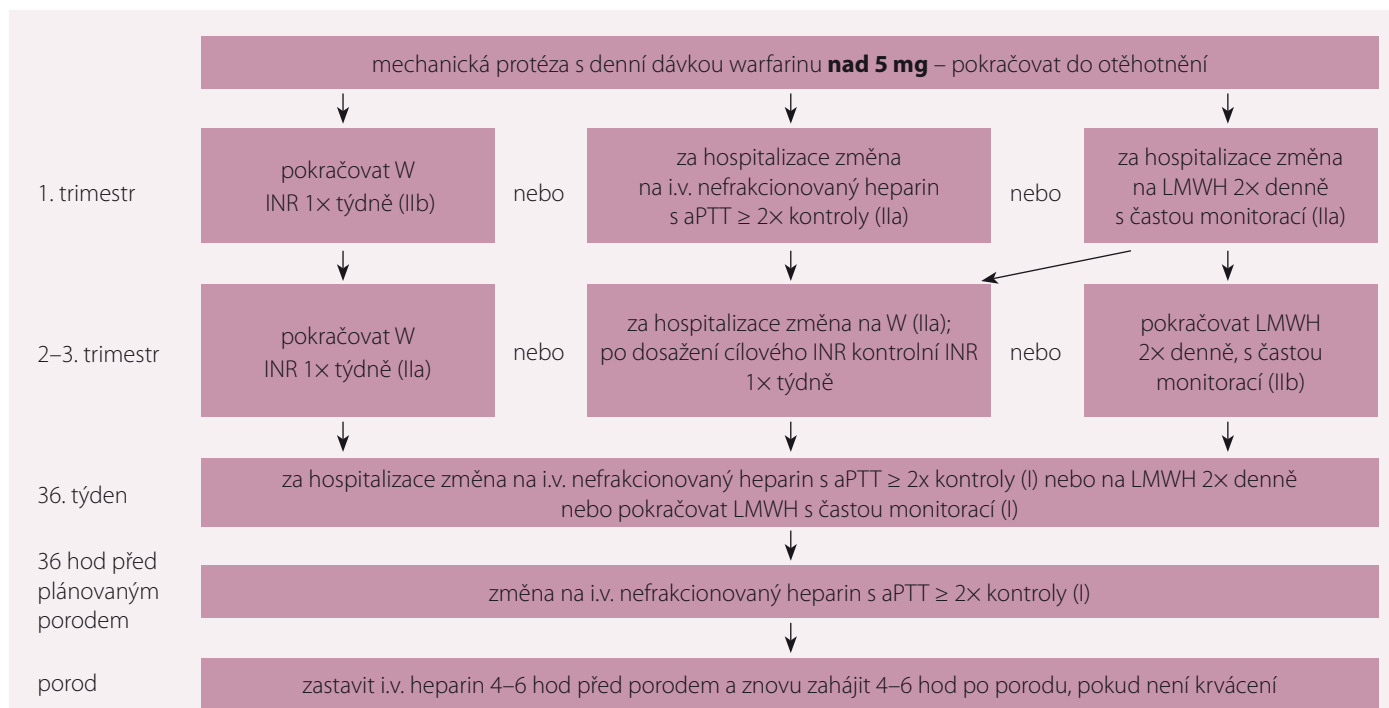 mechanická protéza s denní dávkou warfarinu nad 5 mg – pokračovat do otěhotnění
1. trimestr
pokračovat W
INR 1× týdně (IIb)
nebo
za hospitalizace změna
na i.v. nefrakcionovaný heparin
s aPTT ≥ 2× kontroly (IIa)
nebo
za hospitalizace změna
na LMWH 2× denně
s častou monitorací (IIa)
2–3. trimestr
pokračovat W
INR 1× týdně (IIa)
nebo
za hospitalizace změna na W (IIa);
po dosažení cílového INR kontrolní INR
1× týdně
nebo
pokračovat LMWH
2× denně, s častou
monitorací (IIb)
36. týden
za hospitalizace změna na i.v. nefrakcionovaný heparin s aPTT ≥ 2x kontroly (I) nebo na LMWH 2× denně
nebo pokračovat LMWH s častou monitorací (I)
36 hod před
plánovaným
porodem
změna na i.v. nefrakcionovaný heparin s aPTT ≥ 2× kontroly (I)
porod
zastavit i.v. heparin 4–6 hod před porodem a znovu zahájit 4–6 hod po porodu, pokud není krvácení